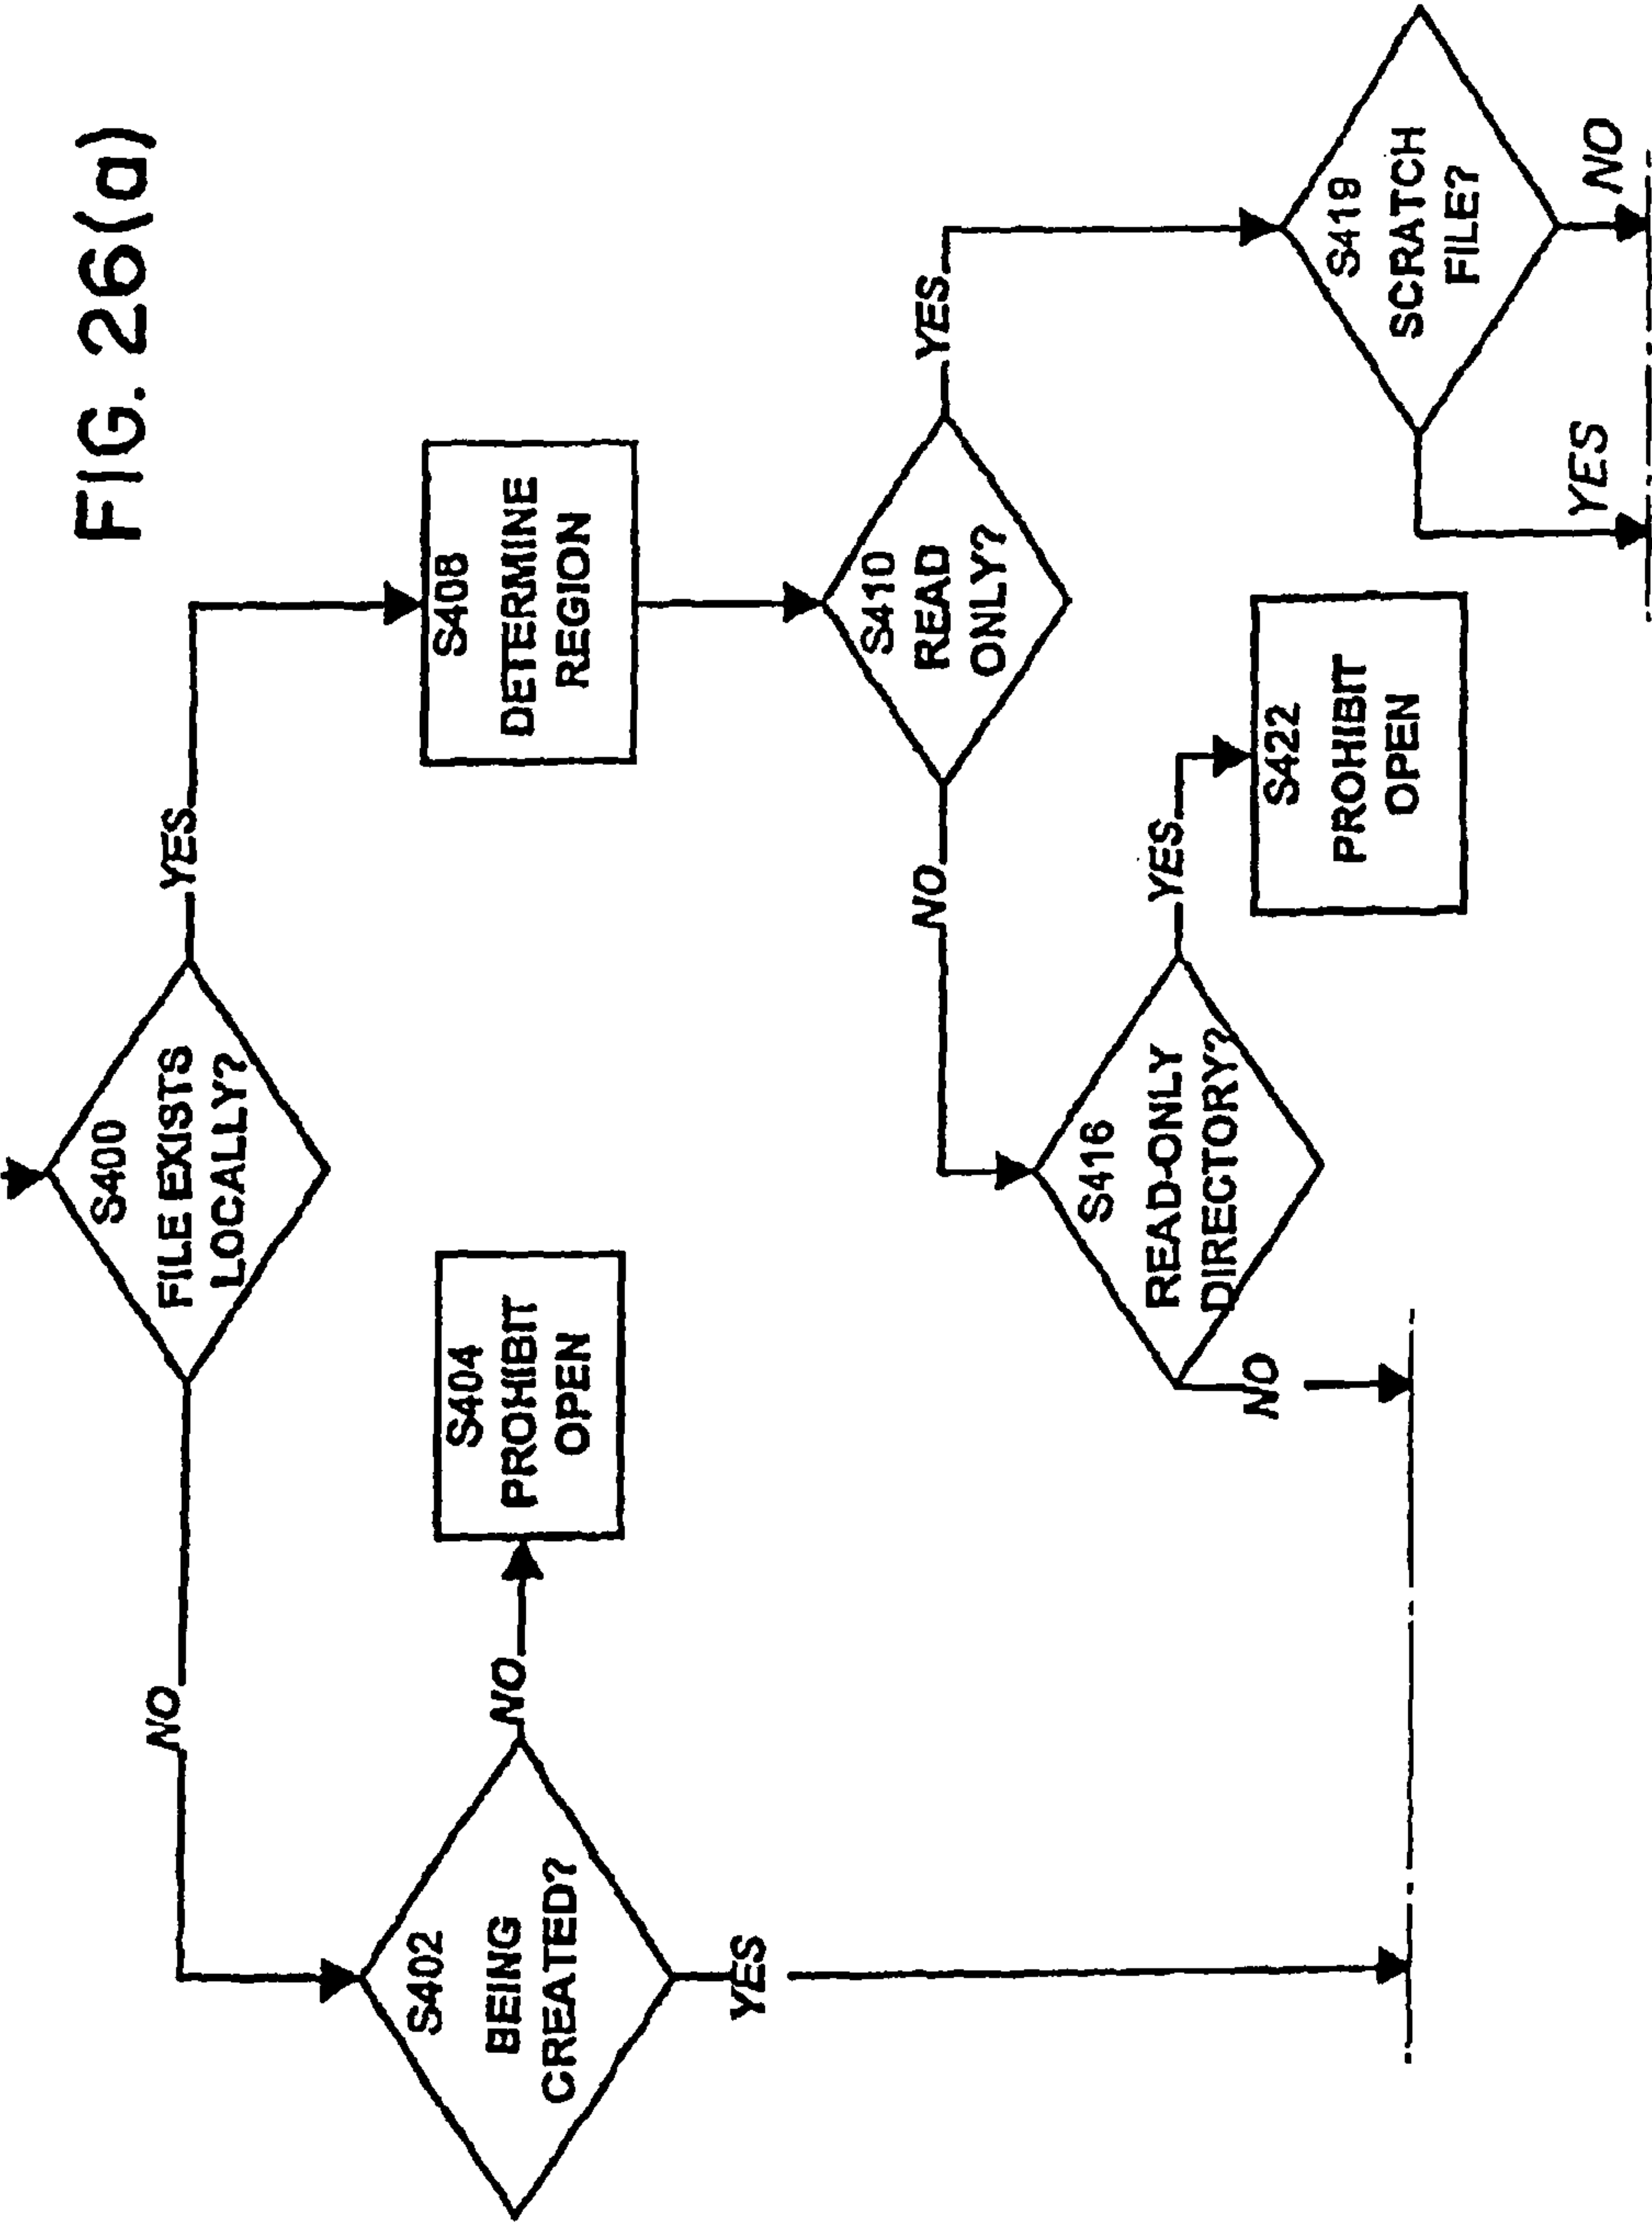 FIG. 26(a)
S400
FILE EXISTS
LOCALLY?
NO
YES
S402
BEING
CREATED?
NO
YES
S404
PROHIBIT
OPEN
S408
DETERMINE
REGION
S410
READ
ONLY?
NO
YES
S416
READ-ONLY
DIRECTORY?
NO
YES
S422
PROHIBIT
OPEN
S419
SCRATCH
FILE?
YES
NO